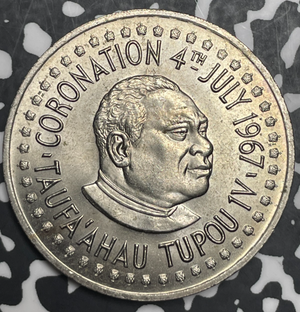 · CORONATION 4TH JULY 1967 ·
TAUFA'AHAU TUPOU IV